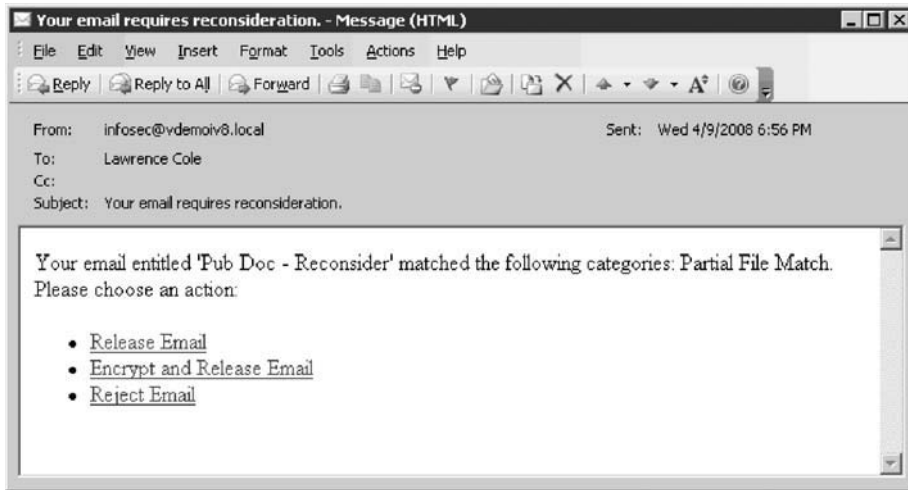 Your email requires reconsideration. - Message (HTML)
File Edit View Insert Format Tools Actions Help
Reply Reply to All Forward
From: infosec@vdemoiv8.local Sent: Wed 4/9/2008 6:56 PM
To: Lawrence Cole
Cc:
Subject: Your email requires reconsideration.
Your email entitled 'Pub Doc - Reconsider' matched the following categories: Partial File Match.
Please choose an action:
• Release Email
• Encrypt and Release Email
• Reject Email